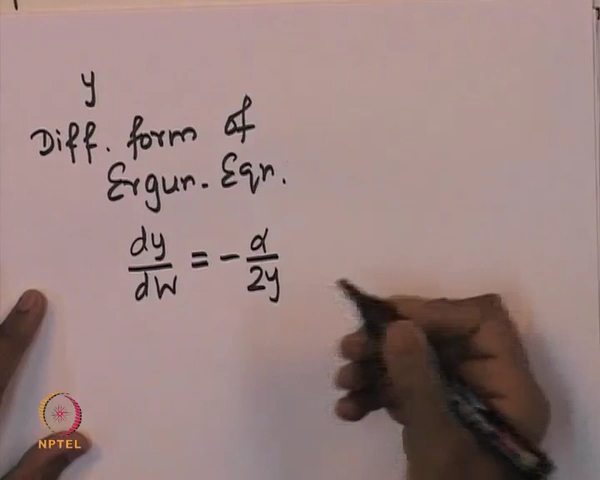 y
Diff. form of
Ergun. Eqn.
dy/dW = - α/2y
NPTEL